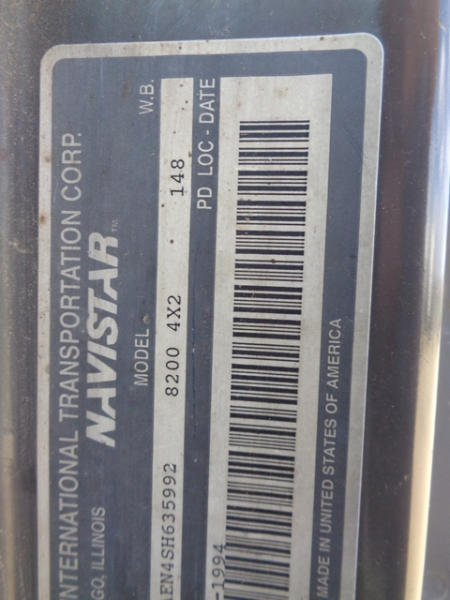 INTERNATIONAL TRANSPORTATION CORP.
GO, ILLINOIS NAVISTAR™
MODEL W.B.
EN4SH635992 8200 4X2 148
-1994 PD LOC - DATE
MADE IN UNITED STATES OF AMERICA